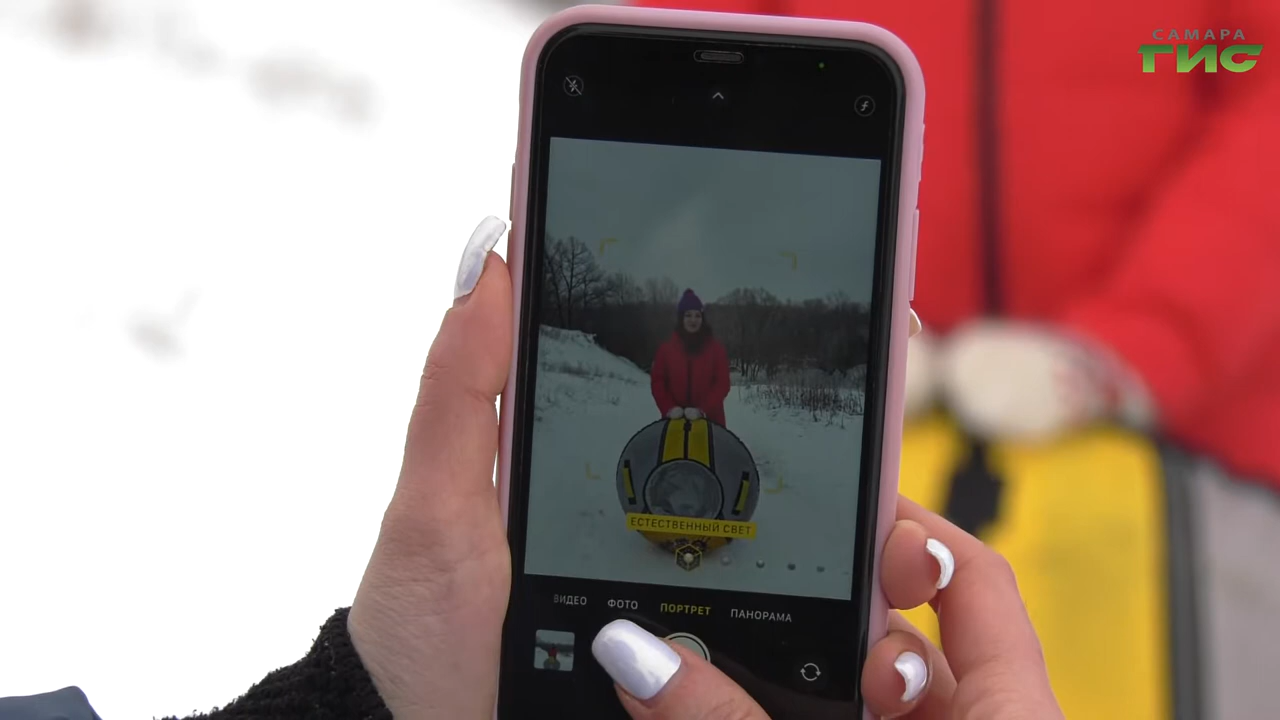 САМАРА
ГИС
ЕСТЕСТВЕННЫЙ СВЕТ
ВИДЕО ФОТО ПОРТРЕТ ПАНОРАМА